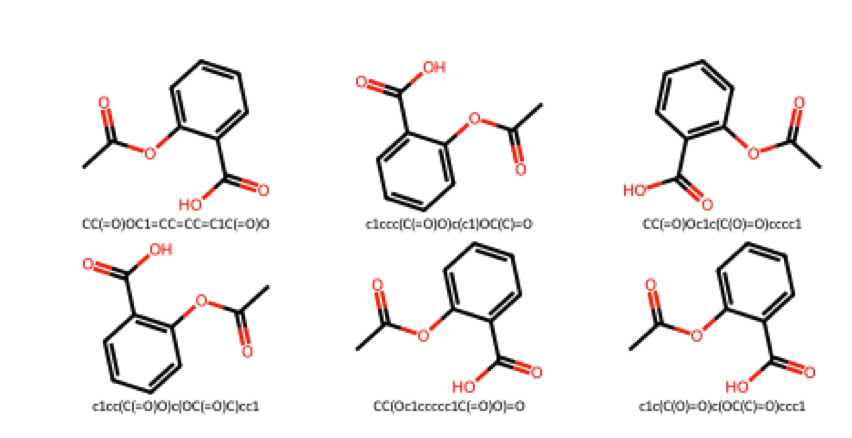 O
O
O
HO
CC(=O)OC1=CC=CC=C1C(=O)O
OH
O
O
O
c1ccc(C(=O)O)c(c1)OC(C)=O
O
O
HO
O
CC(=O)Oc1c(C(O)=O)cccc1
OH
O
O
O
c1cc(C(=O)O)c(OC(=O)C)cc1
O
O
O
HO
CC(Oc1ccccc1C(=O)O)=O
O
O
O
HO
c1c(C(O)=O)c(OC(C)=O)ccc1